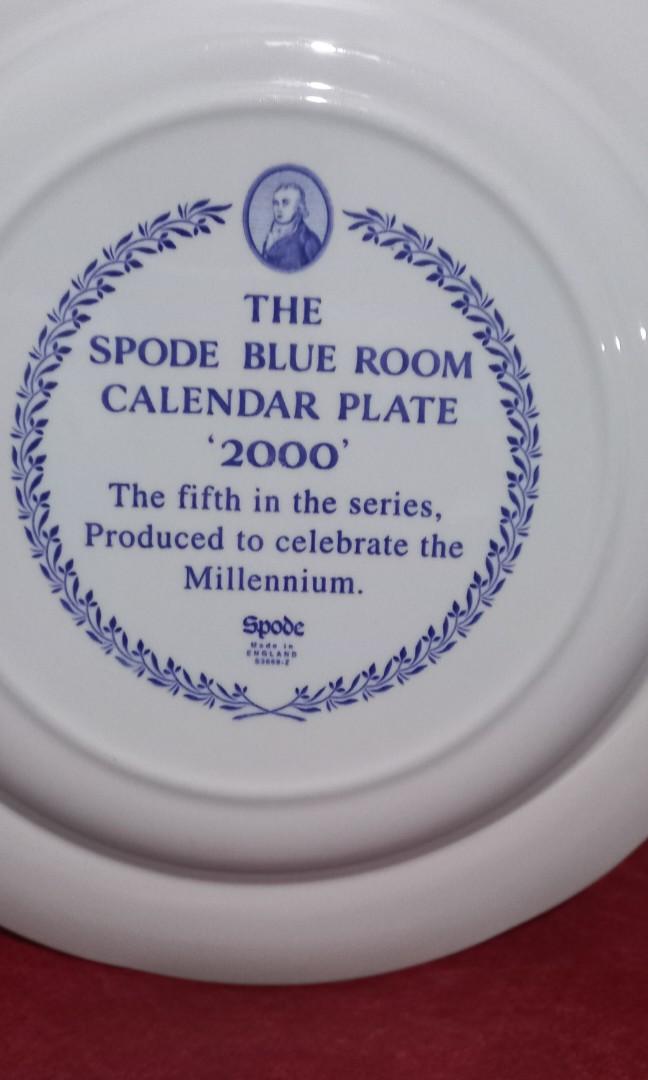 THE
SPODE BLUE ROOM
CALENDAR PLATE
‘2000’
The fifth in the series,
Produced to celebrate the
Millennium.
Spode
Made in
ENGLAND